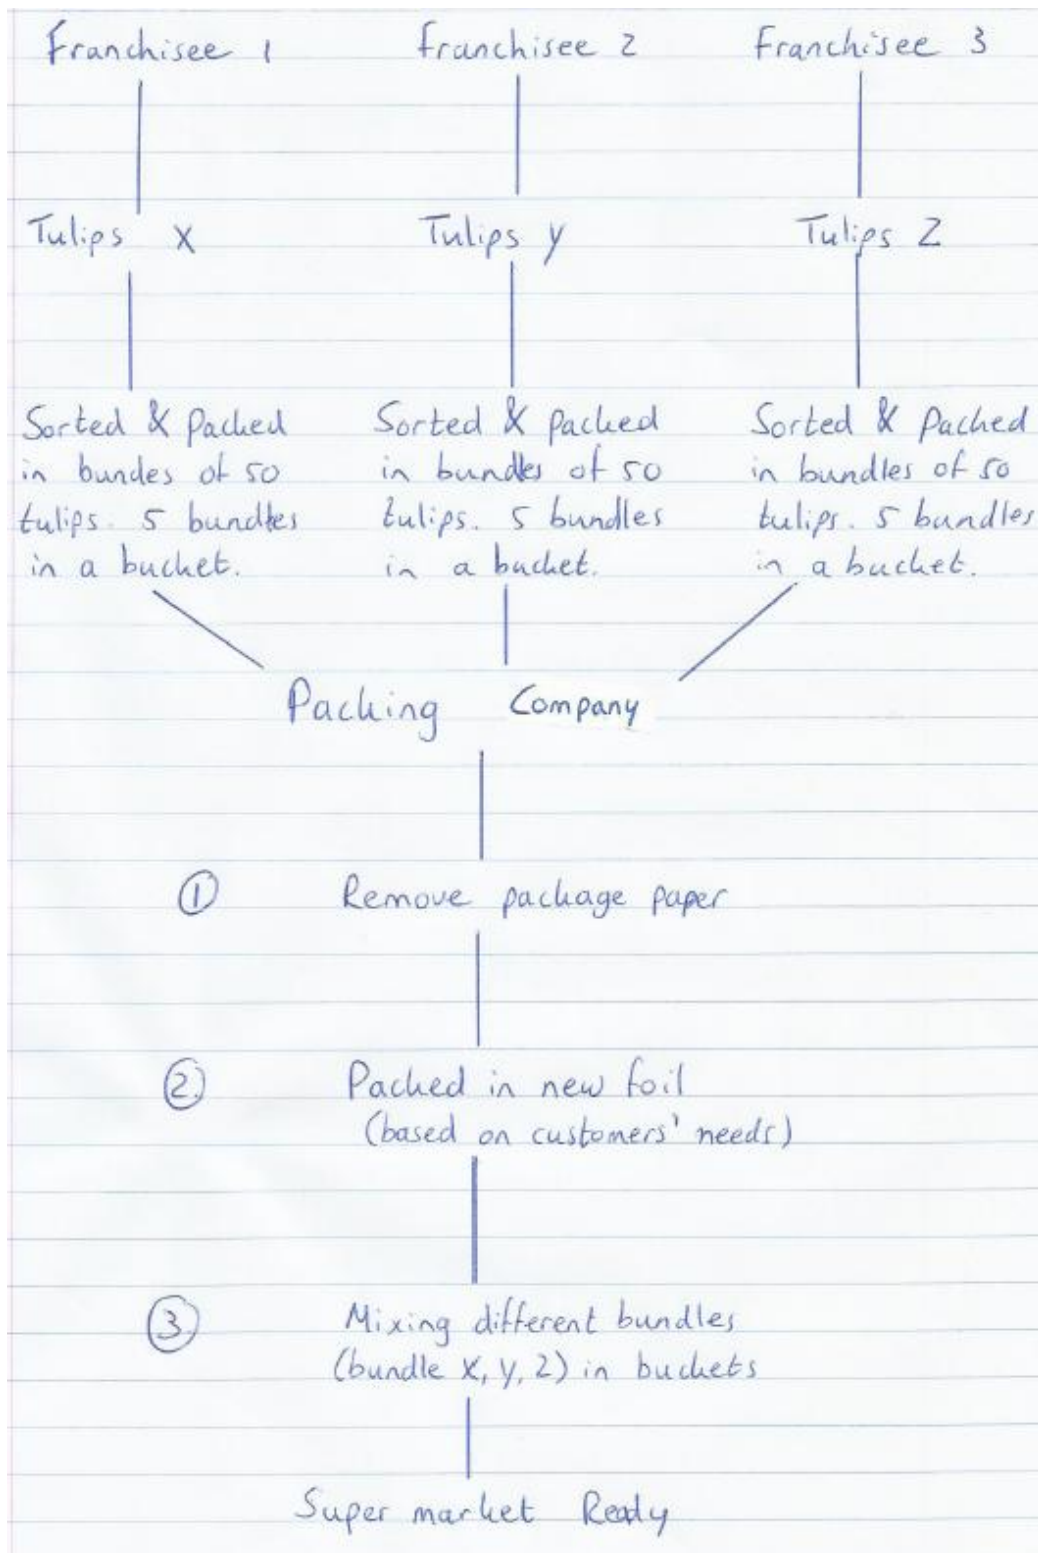 Franchisee 1
Franchisee 2
Franchisee 3
Tulips X
Tulips y
Tulips Z
Sorted & Packed
in bundes of 50
tulips. 5 bundles
in a bucket.
Sorted & packed
in bundles of 50
tulips. 5 bundles
in a bucket.
Sorted & Packed
in bundles of 50
tulips. 5 bundles
in a bucket.
Packing Company
① Remove package paper
② Packed in new foil
(based on customers' needs)
③ Mixing different bundles
(bundle X, y, Z) in buckets
Super market Ready